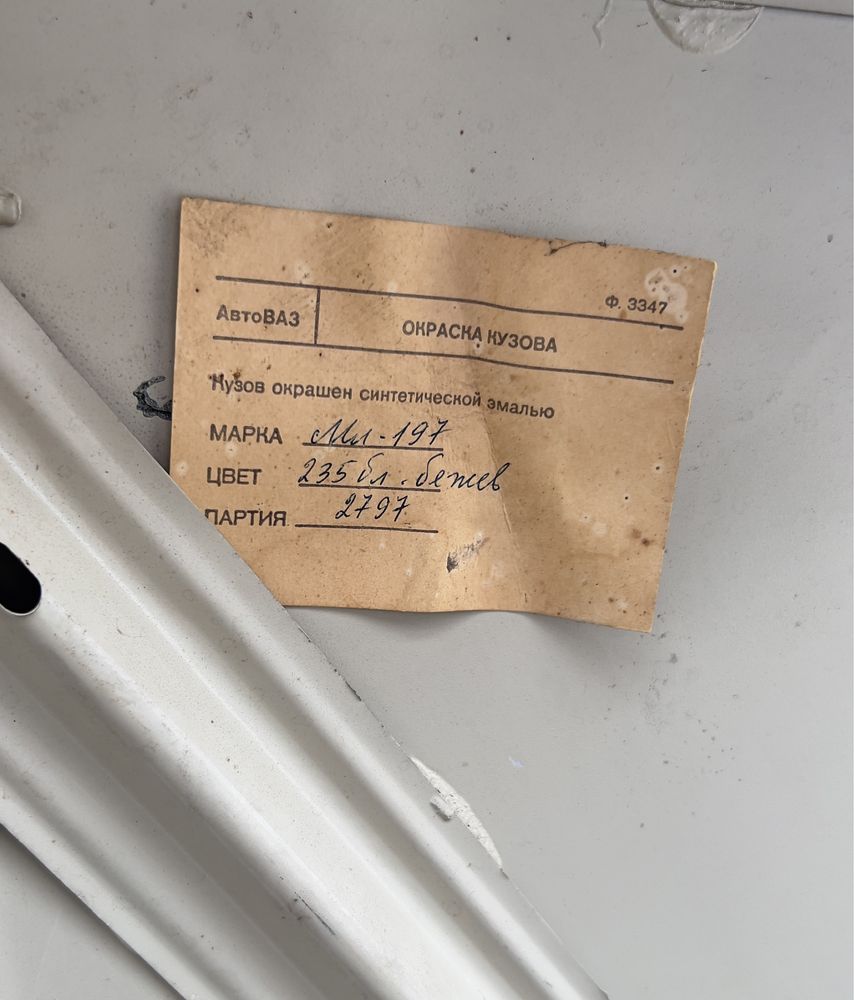 Ф. 3347
АвтоВАЗ ОКРАСКА КУЗОВА
Кузов окрашен синтетической эмалью
МАРКА Мл-197
ЦВЕТ 235 бл.бежев
ПАРТИЯ 2797